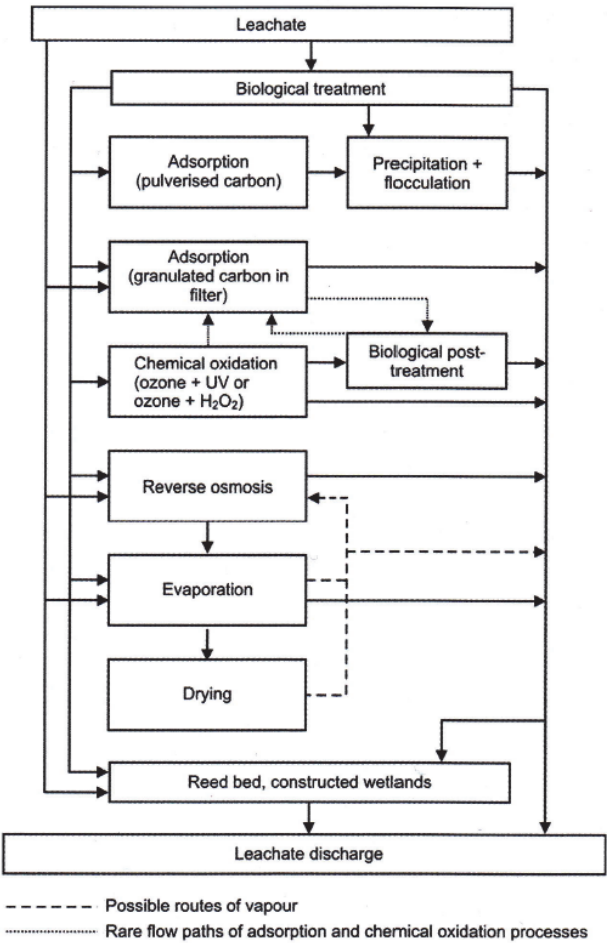 Leachate
Biological treatment
Adsorption
(pulverised carbon)
Precipitation +
flocculation
Adsorption
(granulated carbon in
filter)
Chemical oxidation
(ozone + UV or
ozone + H₂O₂)
Biological post-
treatment
Reverse osmosis
Evaporation
Drying
Reed bed, constructed wetlands
Leachate discharge
Possible routes of vapour
Rare flow paths of adsorption and chemical oxidation processes